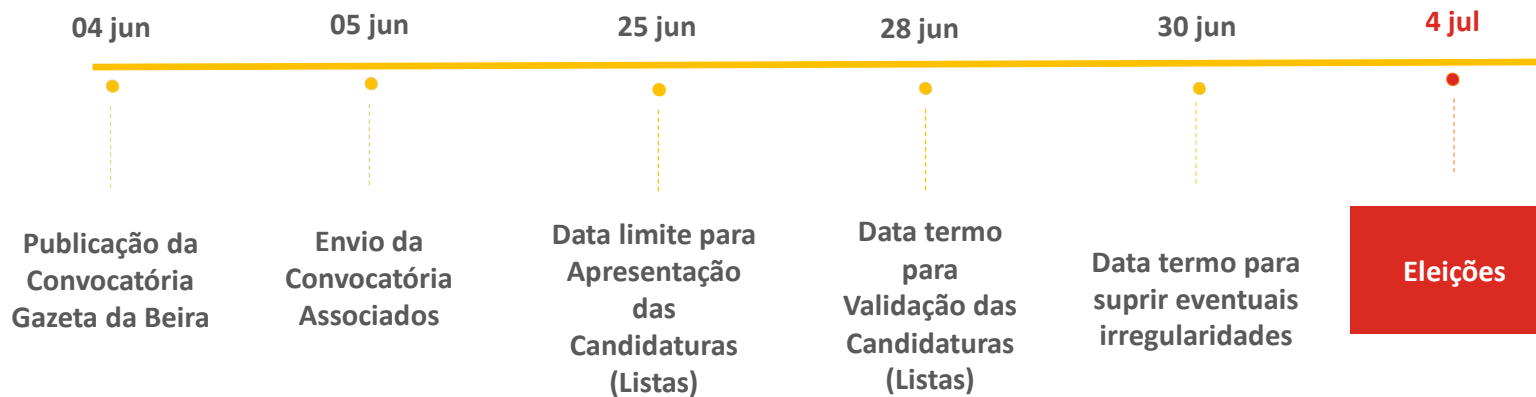 04 jun
05 jun
25 jun
28 jun
30 jun
4 jul
Publicação da
Convocatória
Gazeta da Beira
Envio da
Convocatória
Associados
Data limite para
Apresentação
das
Candidaturas
(Listas)
Data termo
para
Validação das
Candidaturas
(Listas)
Data termo para
suprir eventuais
irregularidades
Eleições